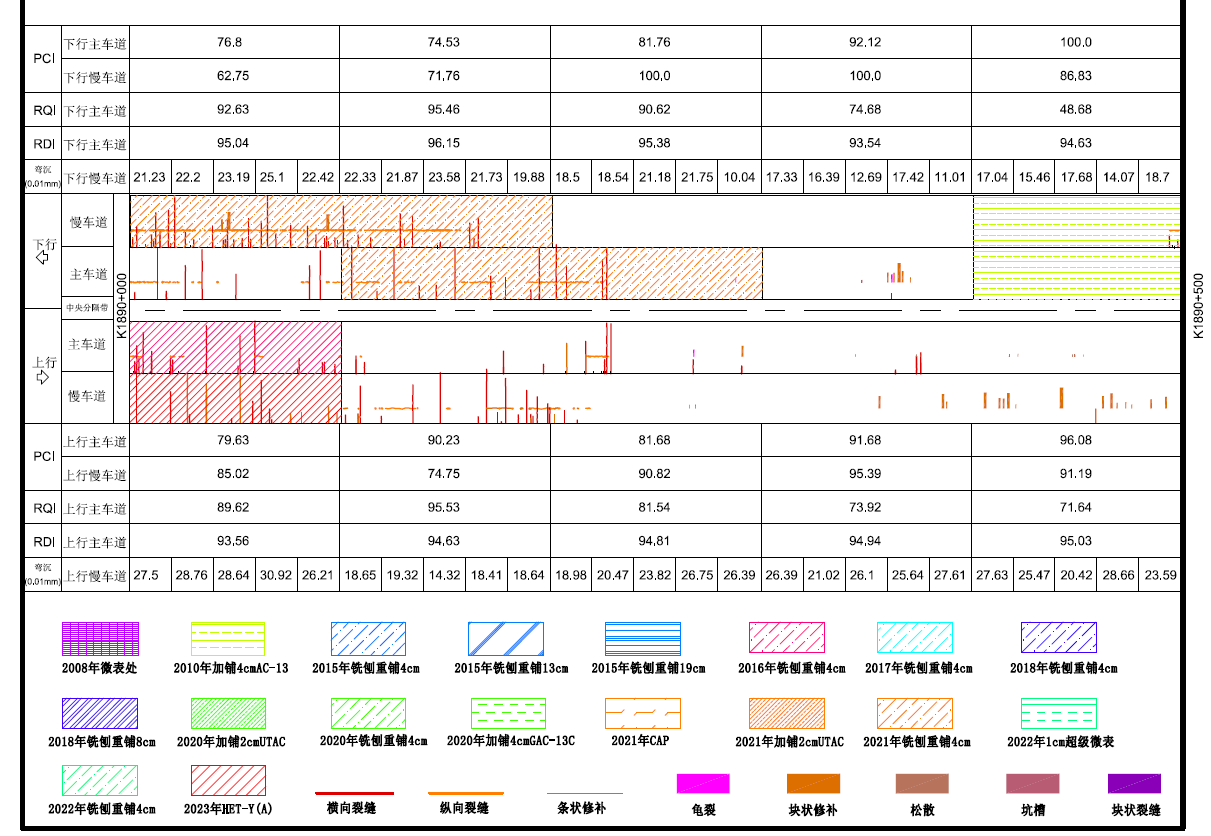 PCI 下行主车道 76.8 74.53 81.76 92.12 100.0
下行慢车道 62,75 71,76 100,0 100,0 86,83
RQI 下行主车道 92.63 95.46 90.62 74.68 48.68
RDI 下行主车道 95,04 96,15 95,38 93,54 94,63
弯沉 (0.01mm) 下行慢车道 21.23 22.2 23.19 25.1 22.42 22.33 21.87 23.58 21.73 19.88 18.5 18.54 21.18 21.75 10.04 17.33 16.39 12.69 17.42 11.01 17.04 15.46 17.68 14.07 18.7
下行
慢车道
主车道
中央分隔带
K1890+000
K1890+500
上行
主车道
慢车道
PCI 上行主车道 79.63 90.23 81.68 91.68 96.08
上行慢车道 85.02 74.75 90.82 95.39 91.19
RQI 上行主车道 89.62 95.53 81.54 73.92 71.64
RDI 上行主车道 93,56 94,63 94,81 94,94 95,03
弯沉 (0.01mm) 上行慢车道 27.5 28.76 28.64 30.92 26.21 18.65 19.32 14.32 18.41 18.64 18.98 20.47 23.82 26.75 26.39 26.39 21.02 26.1 25.64 27.61 27.63 25.47 20.42 28.66 23.59
2008年微表处 2010年加铺4cmAC-13 2015年铣刨重铺4cm 2015年铣刨重铺13cm 2015年铣刨重铺19cm 2016年铣刨重铺4cm 2017年铣刨重铺4cm 2018年铣刨重铺4cm
2018年铣刨重铺8cm 2020年加铺2cmUTAC 2020年铣刨重铺4cm 2020年加铺4cmGAC-13C 2021年CAP 2021年加铺2cmUTAC 2021年铣刨重铺4cm 2022年1cm超级微表
2022年铣刨重铺4cm 2023年HET-Y(A) 横向裂缝 纵向裂缝 条状修补 龟裂 块状修补 松散 坑槽 块状裂缝